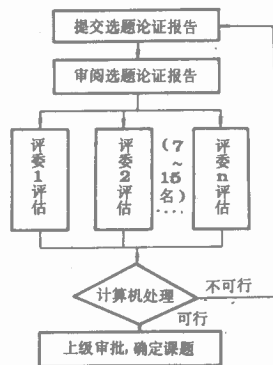 提交选题论证报告
审阅选题论证报告
评委1评估
评委2评估
(7~15名)
····
评委n评估
计算机处理
不可行
可行
上级审批,确定课题